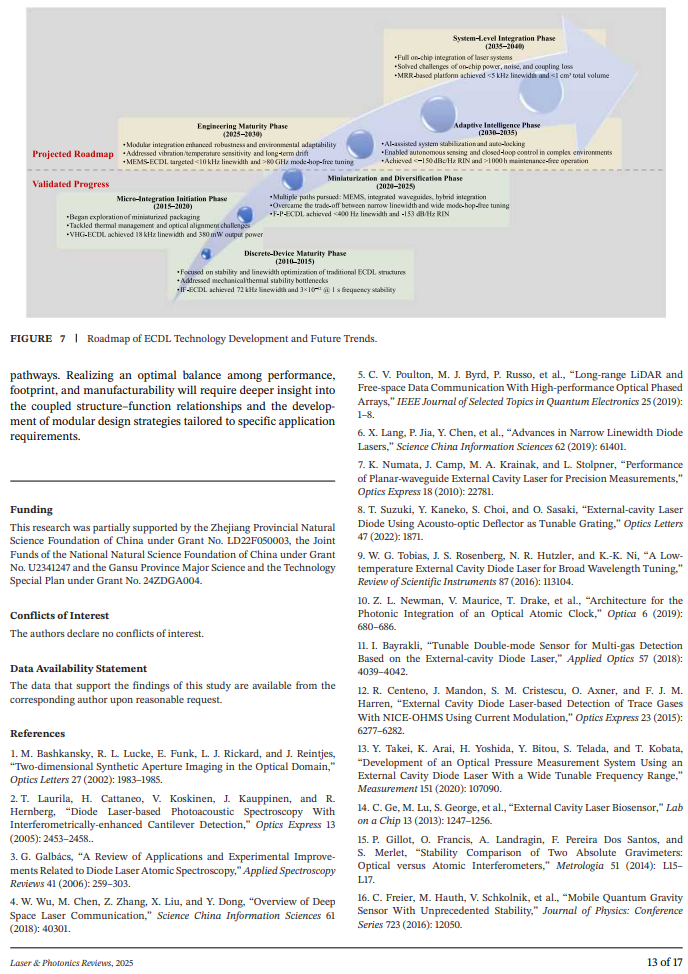 System-Level Integration Phase
(2035–2040)
•Full on-chip integration of laser systems
•Solved challenges of on-chip power, noise, and coupling loss
•MRR-based platform achieved <5 kHz linewidth and <1 cm³ total volume
Engineering Maturity Phase
(2025–2030)
•Modular integration enhanced robustness and environmental adaptability
•Addressed vibration/temperature sensitivity and long-term drift
•MEMS-ECDL targeted <10 kHz linewidth and >80 GHz mode-hop-free tuning
Adaptive Intelligence Phase
(2030–2035)
•AI-assisted system stabilization and auto-locking
•Enabled autonomous sensing and closed-loop control in complex environments
•Achieved <−150 dBc/Hz RIN and >1000 h maintenance-free operation
Projected Roadmap
Validated Progress
Miniaturization and Diversification Phase
(2020–2025)
•Multiple paths pursued: MEMS, integrated waveguides, hybrid integration
•Overcame the trade-off between narrow linewidth and wide mode-hop-free tuning
•F-P-ECDL achieved <400 Hz linewidth and -153 dB/Hz RIN
Micro-Integration Initiation Phase
(2015–2020)
•Began exploration of miniaturized packaging
•Tackled thermal management and optical alignment challenges
•VHG-ECDL achieved 18 kHz linewidth and 380 mW output power
Discrete-Device Maturity Phase
(2010–2015)
•Focused on stability and linewidth optimization of traditional ECDL structures
•Addressed mechanical/thermal stability bottlenecks
•IF-ECDL achieved 72 kHz linewidth and @ 1 s frequency stability
FIGURE 7 | Roadmap of ECDL Technology Development and Future Trends.
pathways. Realizing an optimal balance among performance,
footprint, and manufacturability will require deeper insight into
the coupled structure–function relationships and the develop-
ment of modular design strategies tailored to specific application
requirements.
Funding
This research was partially supported by the Zhejiang Provincial Natural
Science Foundation of China under Grant No. LD22F050003, the Joint
Funds of the National Natural Science Foundation of China under Grant
No. U2341247 and the Gansu Province Major Science and the Technology
Special Plan under Grant No. 24ZDGA004.
Conflicts of Interest
The authors declare no conflicts of interest.
Data Availability Statement
The data that support the findings of this study are available from the
corresponding author upon reasonable request.
References
1. M. Bashkansky, R. L. Lucke, E. Funk, L. J. Rickard, and J. Reintjes,
“Two-dimensional Synthetic Aperture Imaging in the Optical Domain,”
Optics Letters 27 (2002): 1983–1985.
2. T. Laurila, H. Cattaneo, V. Koskinen, J. Kauppinen, and R.
Hernberg, “Diode Laser-based Photoacoustic Spectroscopy With
Interferometrically-enhanced Cantilever Detection,” Optics Express 13
(2005): 2453–2458..
3. G. Galbács, “A Review of Applications and Experimental Improve-
ments Related to Diode Laser Atomic Spectroscopy,” Applied Spectroscopy
Reviews 41 (2006): 259–303.
4. W. Wu, M. Chen, Z. Zhang, X. Liu, and Y. Dong, “Overview of Deep
Space Laser Communication,” Science China Information Sciences 61
(2018): 40301.
5. C. V. Poulton, M. J. Byrd, P. Russo, et al., “Long-range LiDAR and
Free-space Data Communication With High-performance Optical Phased
Arrays,” IEEE Journal of Selected Topics in Quantum Electronics 25 (2019):
1–8.
6. X. Lang, P. Jia, Y. Chen, et al., “Advances in Narrow Linewidth Diode
Lasers,” Science China Information Sciences 62 (2019): 61401.
7. K. Numata, J. Camp, M. A. Krainak, and L. Stolpner, “Performance
of Planar-waveguide External Cavity Laser for Precision Measurements,”
Optics Express 18 (2010): 22781.
8. T. Suzuki, Y. Kaneko, S. Choi, and O. Sasaki, “External-cavity Laser
Diode Using Acousto-optic Deflector as Tunable Grating,” Optics Letters
47 (2022): 1871.
9. W. G. Tobias, J. S. Rosenberg, N. R. Hutzler, and K.-K. Ni, “A Low-
temperature External Cavity Diode Laser for Broad Wavelength Tuning,”
Review of Scientific Instruments 87 (2016): 113104.
10. Z. L. Newman, V. Maurice, T. Drake, et al., “Architecture for the
Photonic Integration of an Optical Atomic Clock,” Optica 6 (2019):
680–686.
11. I. Bayrakli, “Tunable Double-mode Sensor for Multi-gas Detection
Based on the External-cavity Diode Laser,” Applied Optics 57 (2018):
4039–4042.
12. R. Centeno, J. Mandon, S. M. Cristescu, O. Axner, and F. J. M.
Harren, “External Cavity Diode Laser-based Detection of Trace Gases
With NICE-OHMS Using Current Modulation,” Optics Express 23 (2015):
6277–6282.
13. Y. Takei, K. Arai, H. Yoshida, Y. Bitou, S. Telada, and T. Kobata,
“Development of an Optical Pressure Measurement System Using an
External Cavity Diode Laser With a Wide Tunable Frequency Range,”
Measurement 151 (2020): 107090.
14. C. Ge, M. Lu, S. George, et al., “External Cavity Laser Biosensor,” Lab
on a Chip 13 (2013): 1247–1256.
15. P. Gillot, O. Francis, A. Landragin, F. Pereira Dos Santos, and
S. Merlet, “Stability Comparison of Two Absolute Gravimeters:
Optical versus Atomic Interferometers,” Metrologia 51 (2014): L15–
L17.
16. C. Freier, M. Hauth, V. Schkolnik, et al., “Mobile Quantum Gravity
Sensor With Unprecedented Stability,” Journal of Physics: Conference
Series 723 (2016): 12050.
Laser & Photonics Reviews, 2025
13 of 17